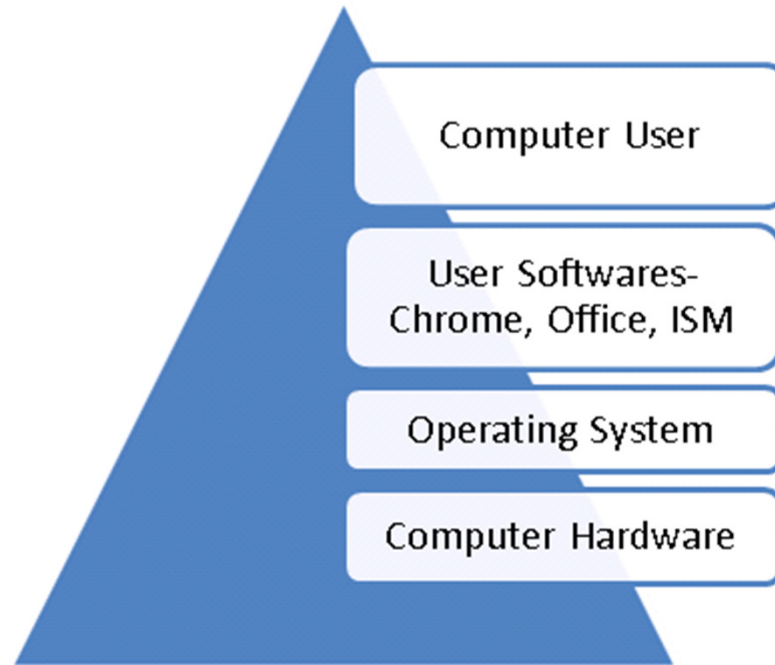 Computer User
User Softwares-
Chrome, Office, ISM
Operating System
Computer Hardware